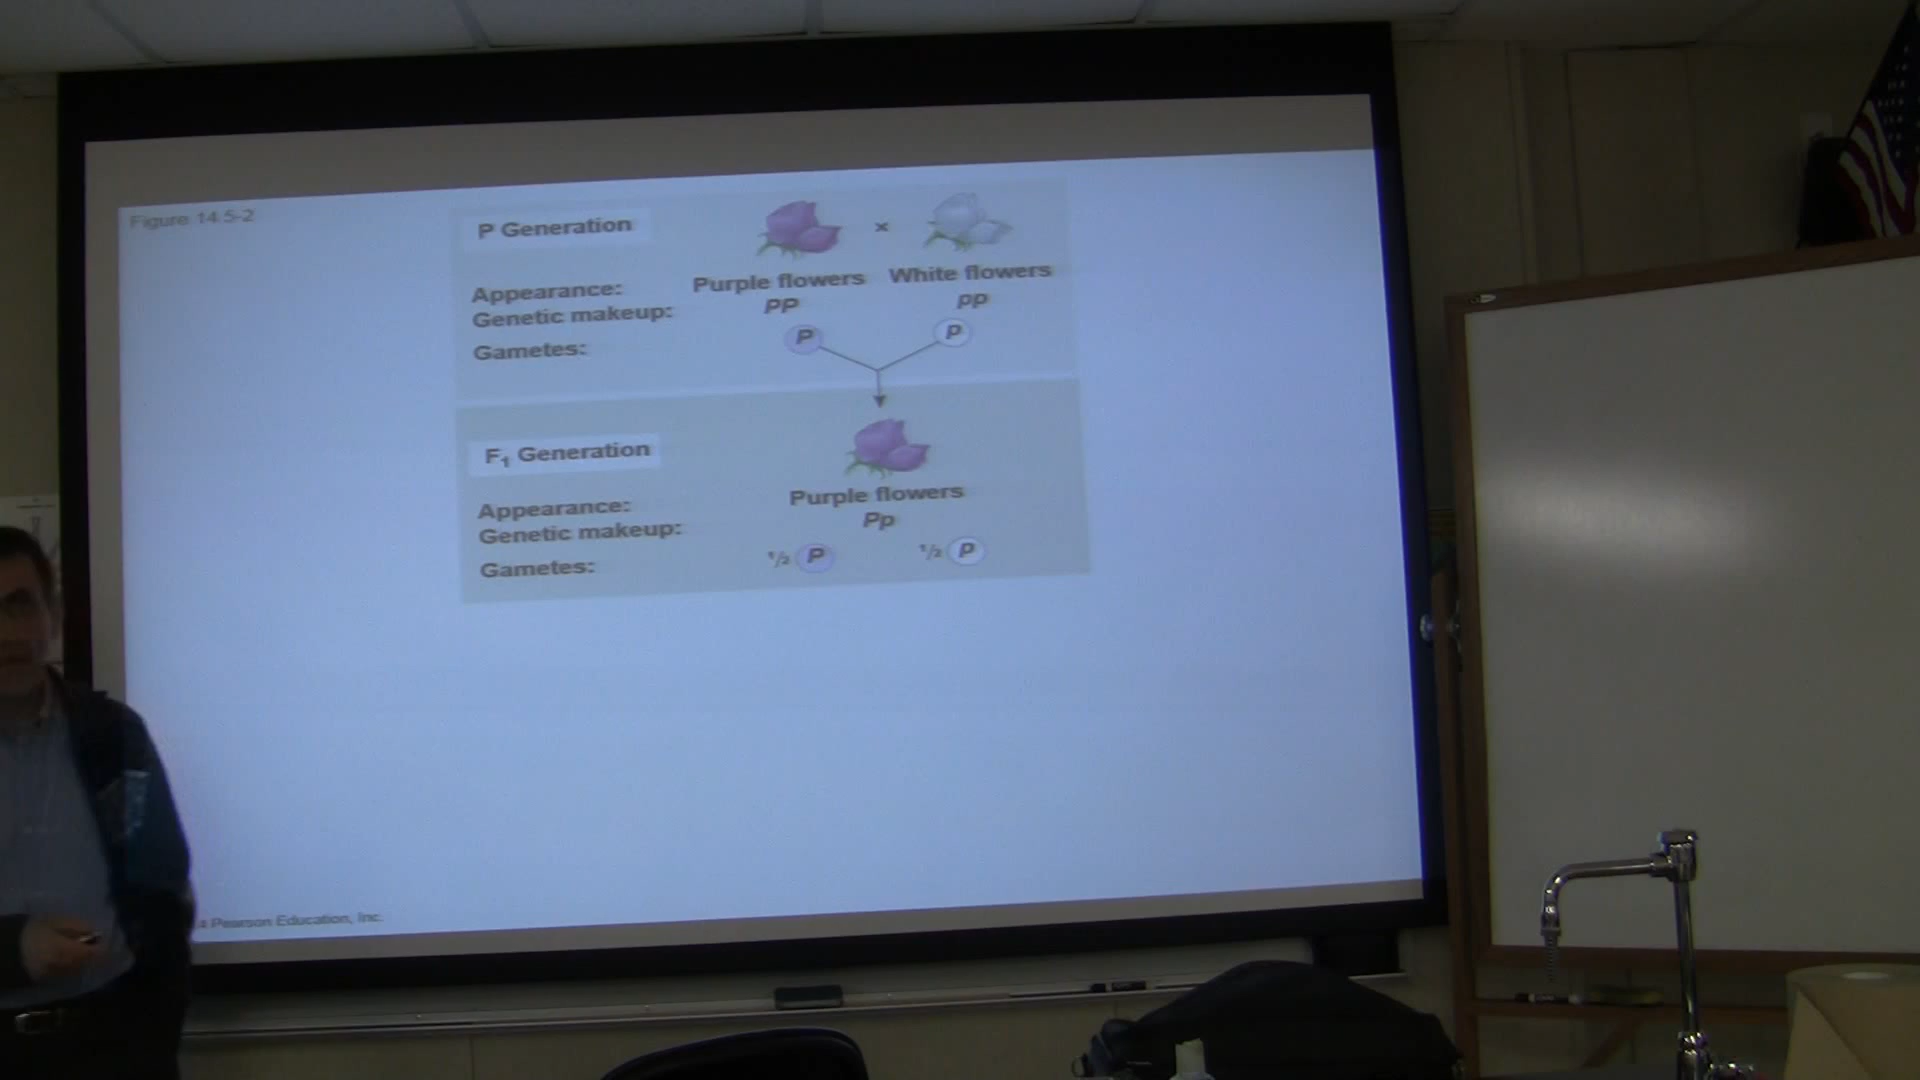 Figure 14.5-2
P Generation
×
Appearance: Purple flowers White flowers
Genetic makeup: PP pp
Gametes: P p
F1 Generation
Appearance: Purple flowers
Genetic makeup: Pp
Gametes: 1/2 P 1/2 p
Pearson Education, Inc.